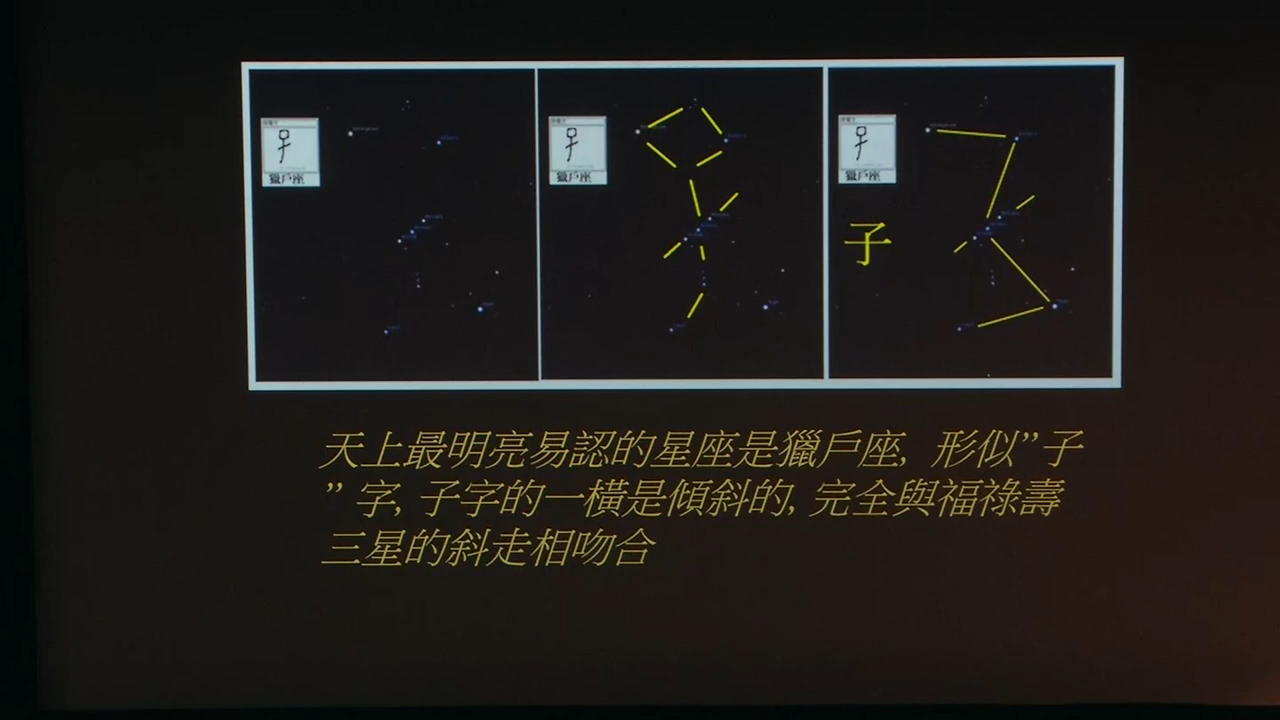 獵戶座
獵戶座
獵戶座
子
天上最明亮易認的星座是獵戶座, 形似”子
”字, 子字的一橫是傾斜的, 完全與福祿壽
三星的斜走相吻合